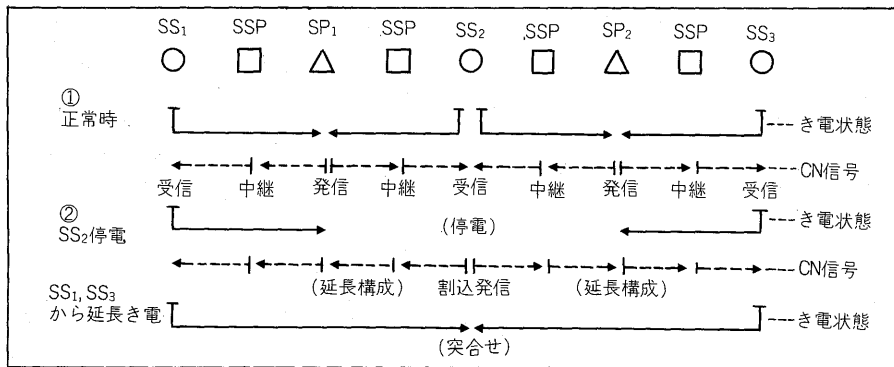 SS₁ SSP SP₁ SSP SS₂ SSP SP₂ SSP SS₃
①
正常時
き電状態
CN信号
受信 中継 発信 中継 受信 中継 発信 中継 受信
②
SS₂停電
(停電)
き電状態
CN信号
(延長構成) 割込発信 (延長構成)
SS₁, SS₃
から延長き電
き電状態
(突合せ)